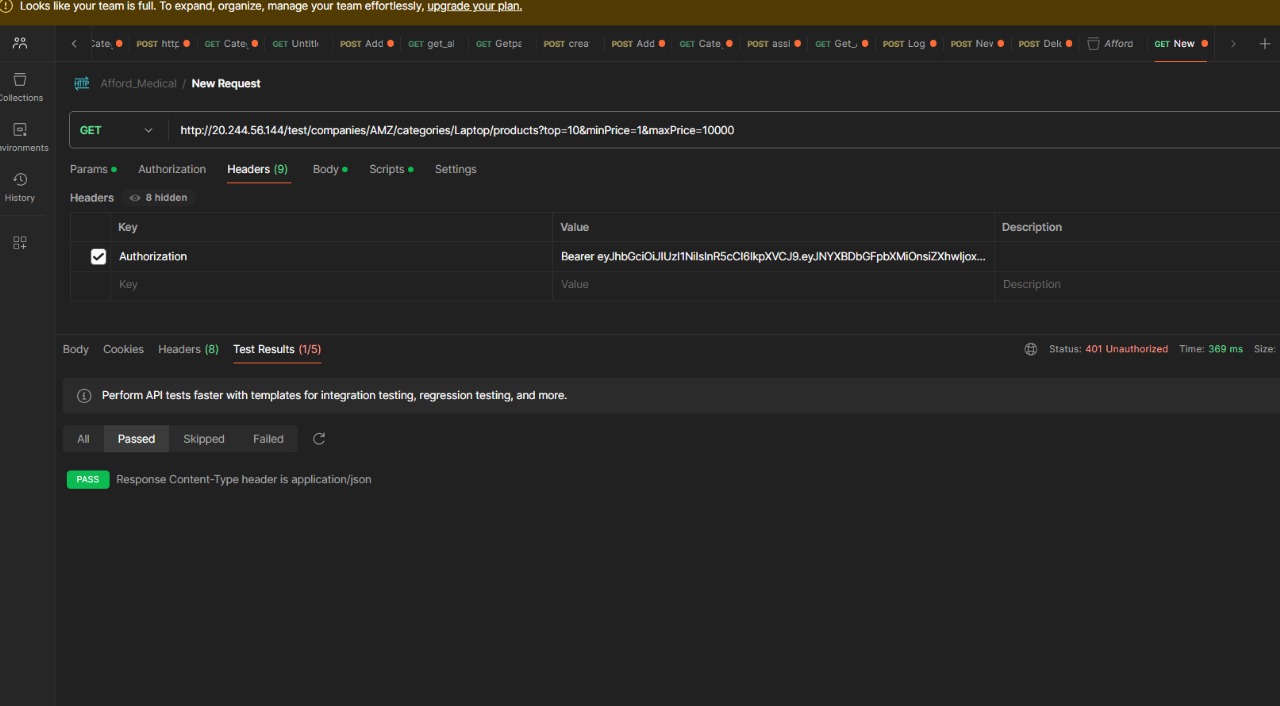 Looks like your team is full. To expand, organize, manage your team effortlessly, upgrade your plan.
Cate POST http GET Cate GET Untitl POST Add GET get_al GET Getpa POST crea POST Add GET Cate POST assi GET Get_ POST Log POST Nev POST Dele Afford GET New
HTTP Afford_Medical / New Request
Collections
GET http://20.244.56.144/test/companies/AMZ/categories/Laptop/products?top=10&minPrice=1&maxPrice=10000
vironments
Params Authorization Headers (9) Body Scripts Settings
History
Headers 8 hidden
Key Value Description
Authorization Bearer eyJhbGciOiJIUzI1NiIsInR5cCI6IkpXVCJ9.eyJNYXBDbGFpbXMiOnsiZXhwIjox...
Key Value Description
Body Cookies Headers (8) Test Results (1/5) Status: 401 Unauthorized Time: 369 ms Size:
Perform API tests faster with templates for integration testing, regression testing, and more.
All Passed Skipped Failed
PASS Response Content-Type header is application/json